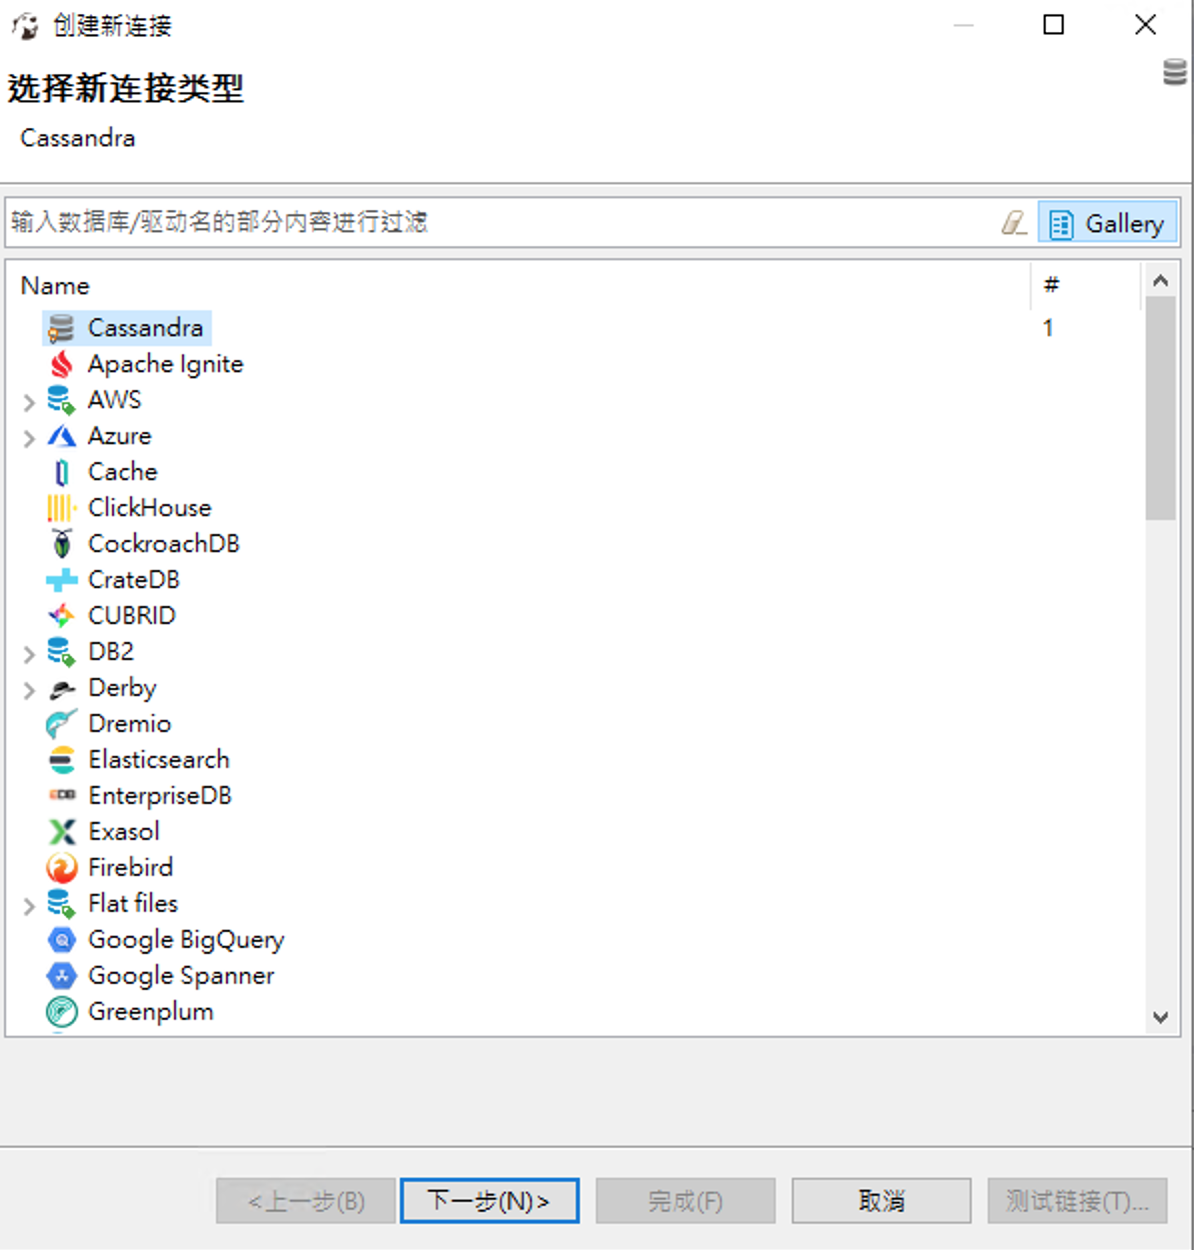 创建新连接
选择新连接类型
Cassandra
输入数据库/驱动名的部分内容进行过滤
Gallery
Name #
Cassandra 1
Apache Ignite
AWS
Azure
Cache
ClickHouse
CockroachDB
CrateDB
CUBRID
DB2
Derby
Dremio
Elasticsearch
EnterpriseDB
Exasol
Firebird
Flat files
Google BigQuery
Google Spanner
Greenplum
<上一步(B) 下一步(N)> 完成(F) 取消 测试链接(T)...